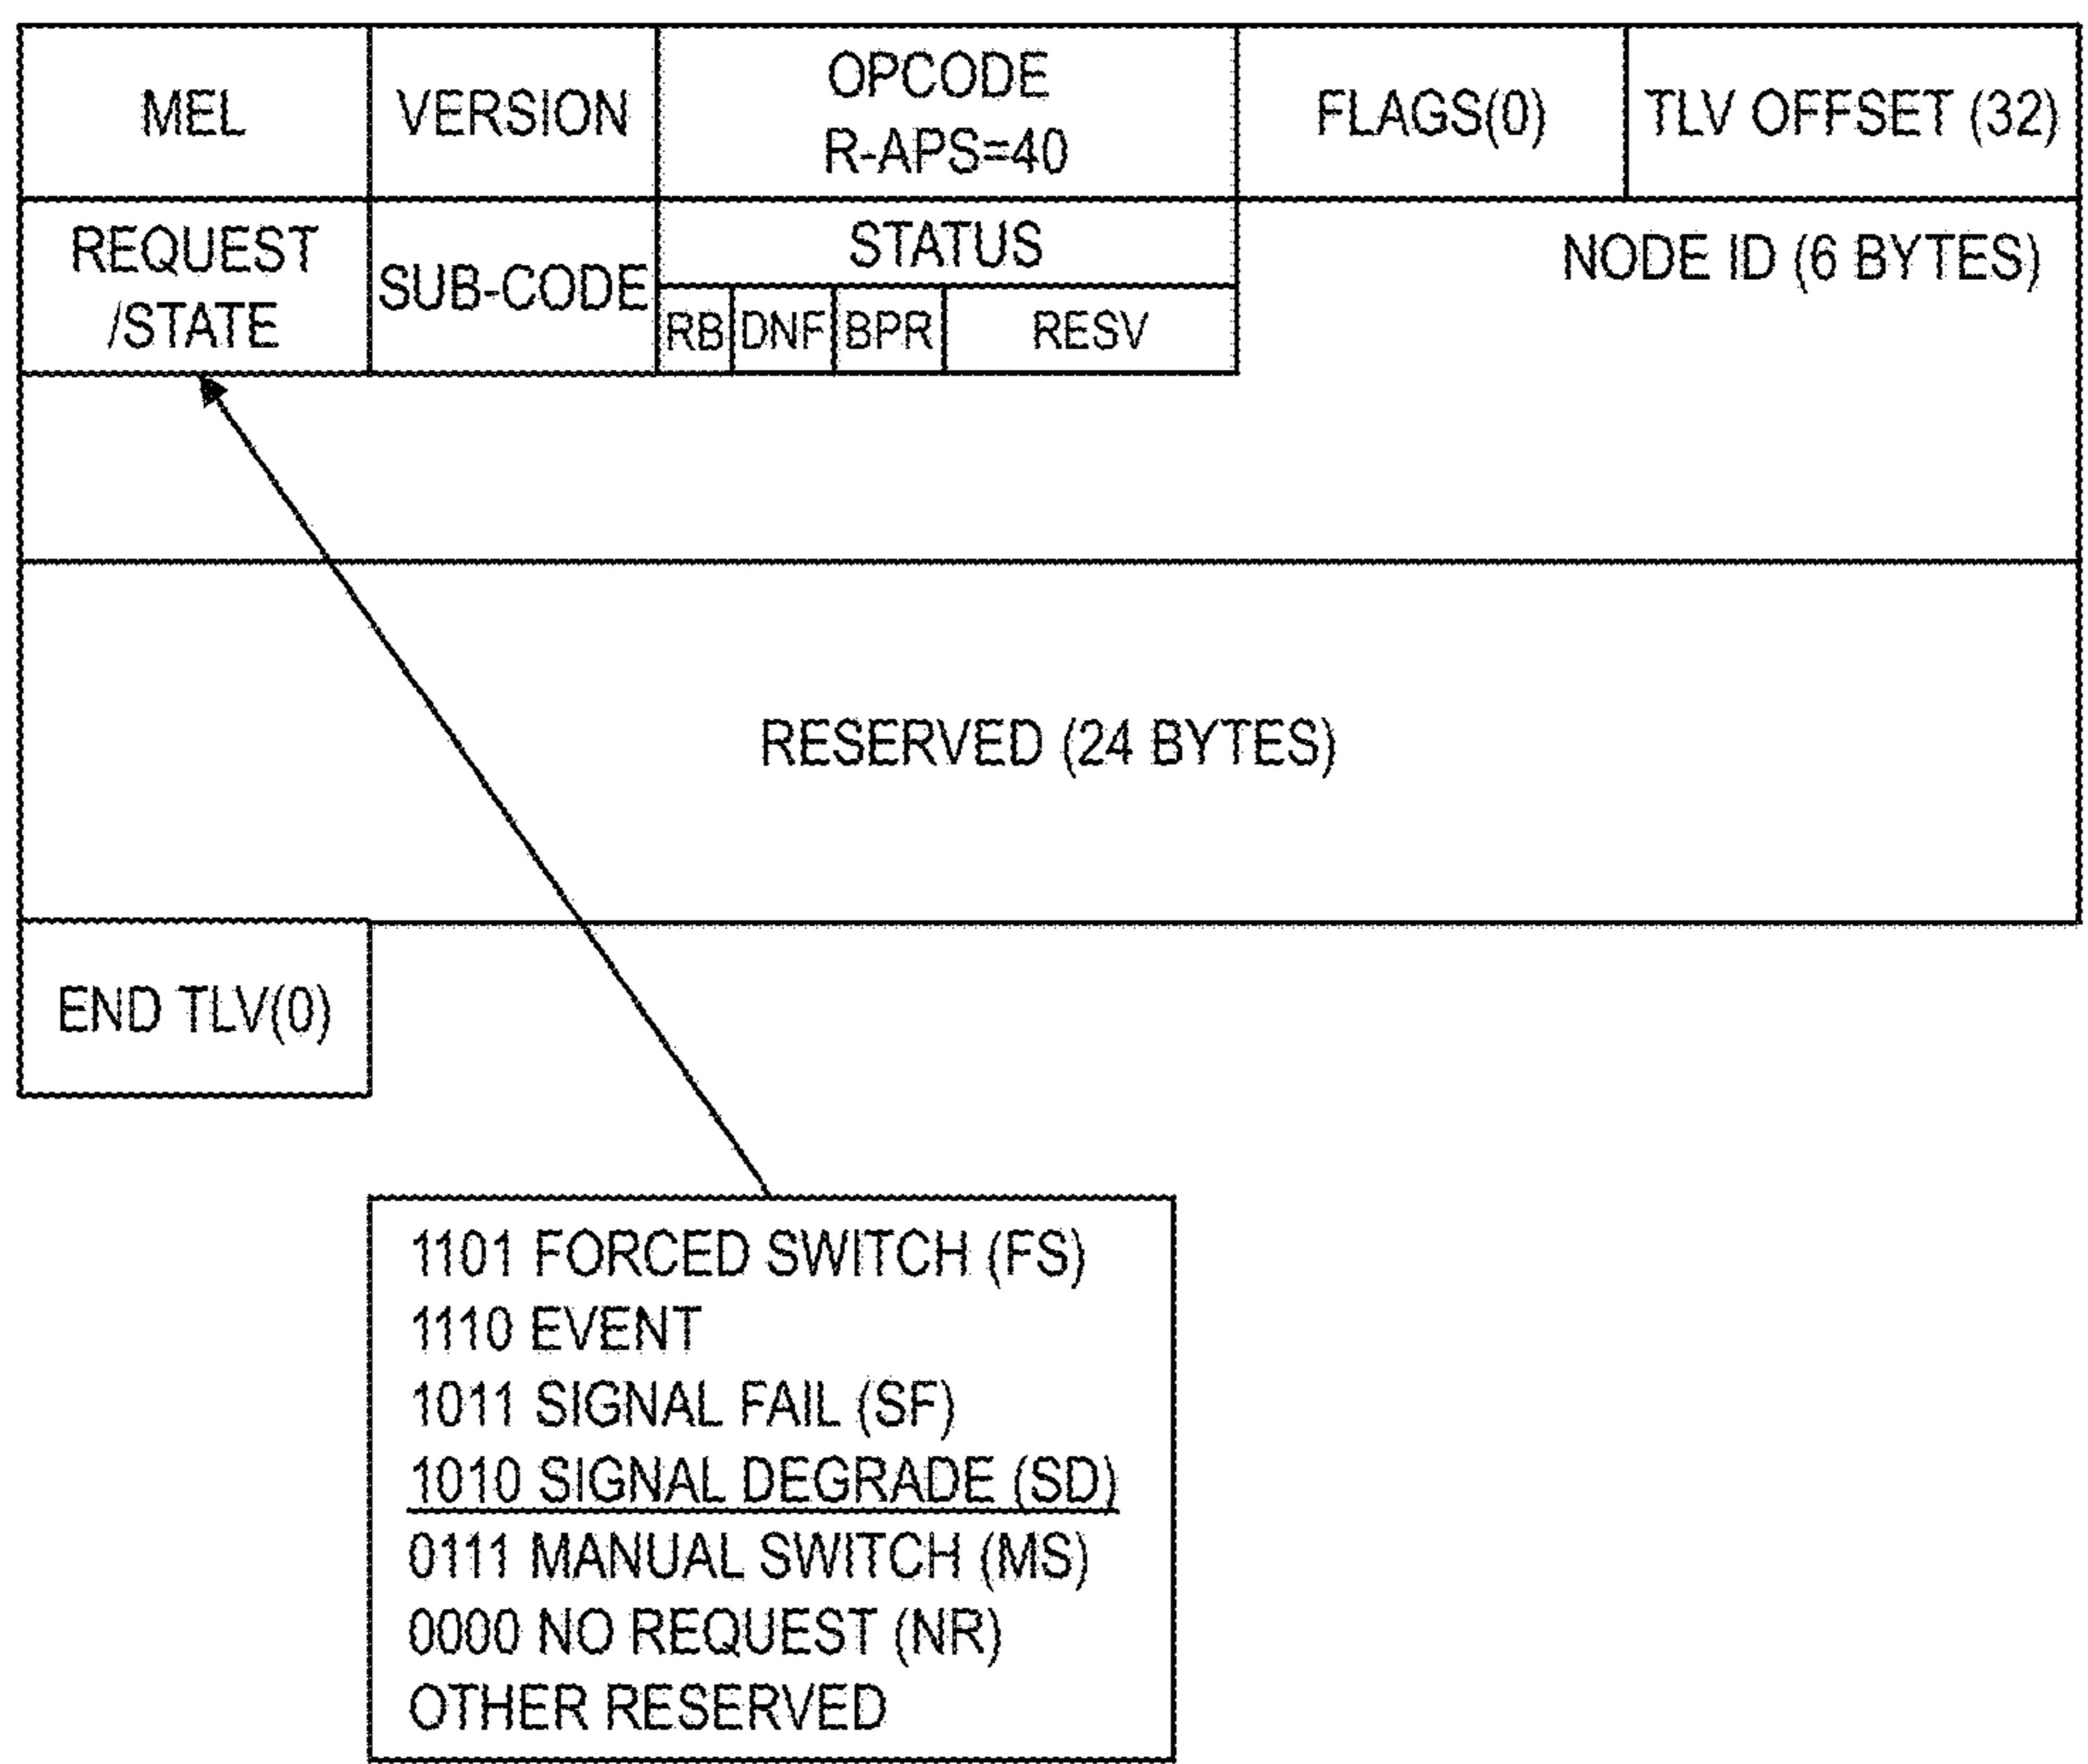 MEL
VERSION
OPCODE
R-APS=40
FLAGS(0)
TLV OFFSET (32)
REQUEST
/STATE
SUB-CODE
STATUS
RB
DNF
BPR
RESV
NODE ID (6 BYTES)
RESERVED (24 BYTES)
END TLV(0)
1101 FORCED SWITCH (FS)
1110 EVENT
1011 SIGNAL FAIL (SF)
1010 SIGNAL DEGRADE (SD)
0111 MANUAL SWITCH (MS)
0000 NO REQUEST (NR)
OTHER RESERVED